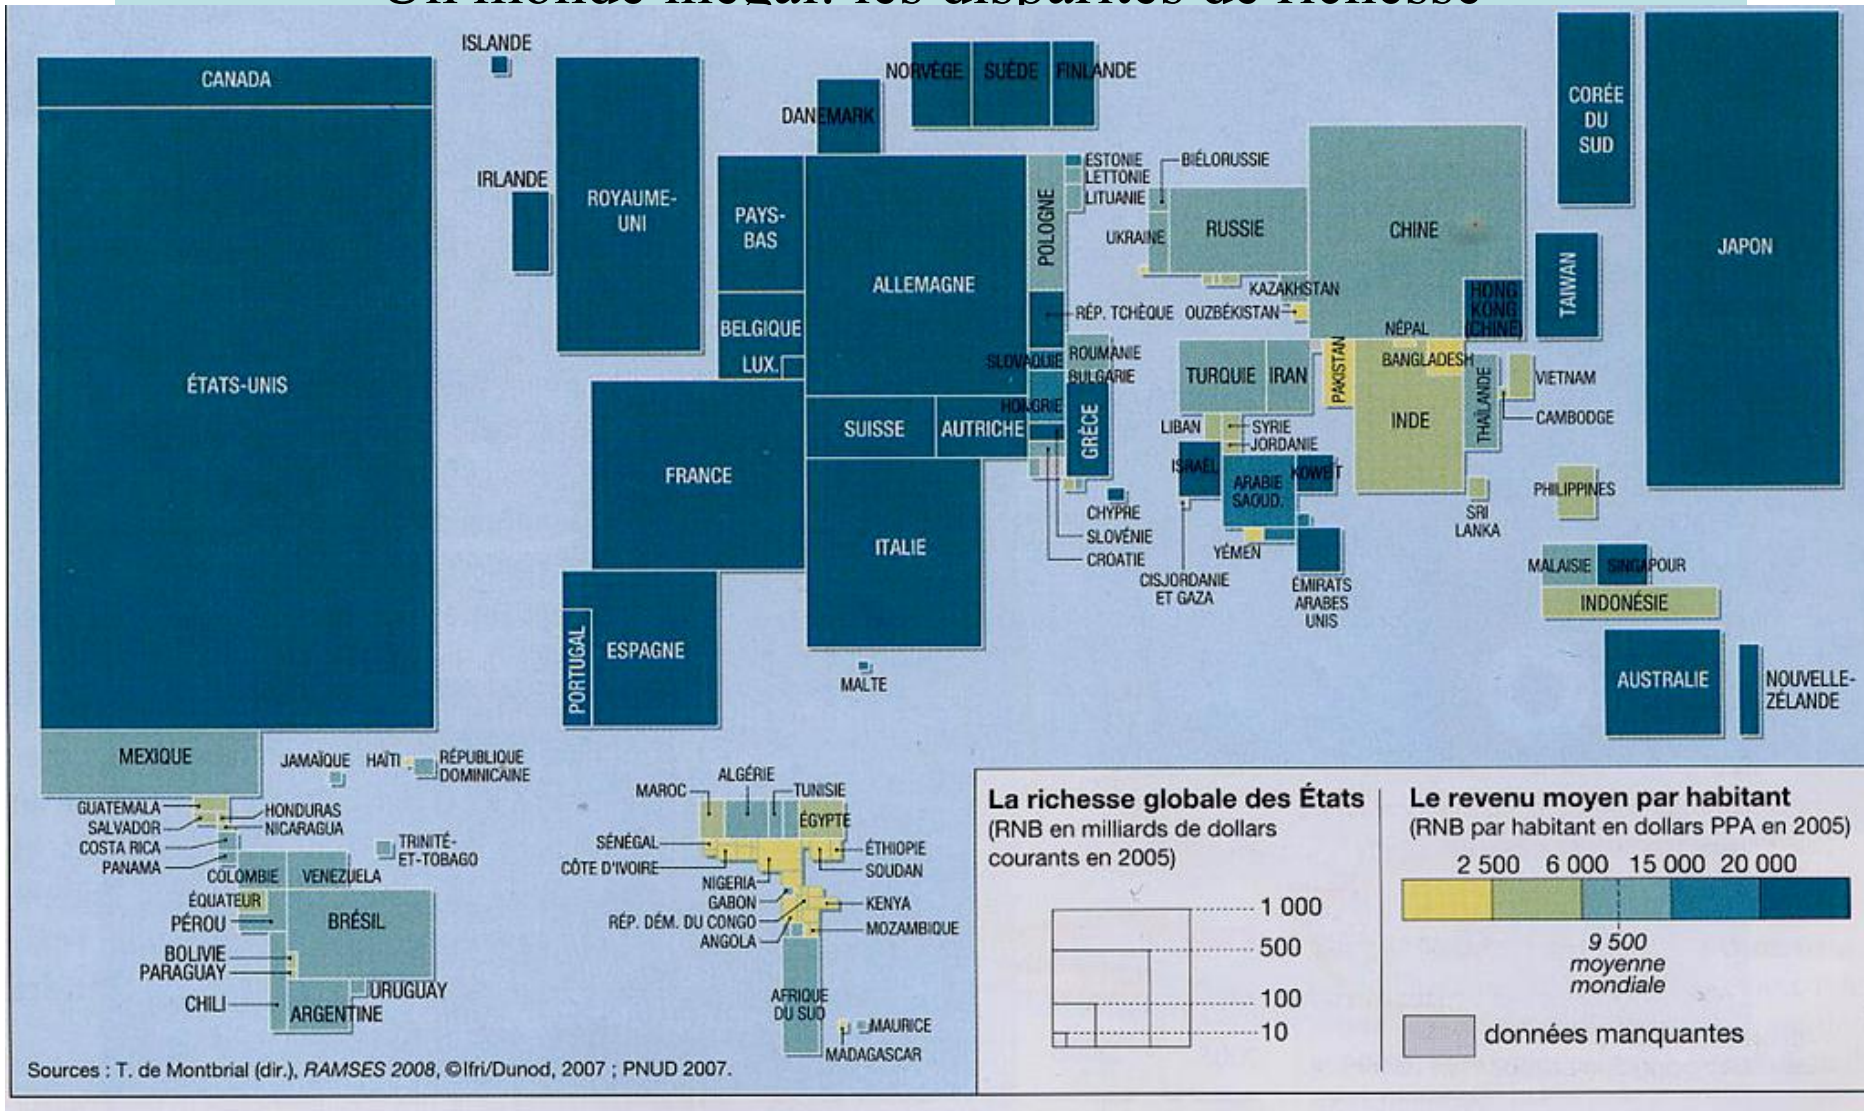 Un monde inégal: les disparités de richesse
CANADA
ÉTATS-UNIS
MEXIQUE
ISLANDE
IRLANDE
ROYAUME-
UNI
DANEMARK
NORVÈGE
SUÈDE
FINLANDE
PAYS-
BAS
BELGIQUE
LUX.
ALLEMAGNE
POLOGNE
ESTONIE
LETTONIE
LITUANIE
BIÉLORUSSIE
UKRAINE
RUSSIE
RÉP. TCHÈQUE
SLOVAQUIE
ROUMANIE
BULGARIE
HONGRIE
GRÈCE
SUISSE
AUTRICHE
FRANCE
ITALIE
PORTUGAL
ESPAGNE
MALTE
CHYPRE
SLOVÉNIE
CROATIE
KAZAKHSTAN
OUZBÉKISTAN
CHINE
HONG
KONG
(CHINE)
TAIWAN
CORÉE
DU
SUD
JAPON
TURQUIE
IRAN
PAKISTAN
NÉPAL
BANGLADESH
INDE
THAÏLANDE
VIETNAM
CAMBODGE
LIBAN
SYRIE
JORDANIE
ISRAËL
ARABIE
SAOUD.
KOWEÏT
YÉMEN
CISJORDANIE
ET GAZA
ÉMIRATS
ARABES
UNIS
SRI
LANKA
PHILIPPINES
MALAISIE
SINGAPOUR
INDONÉSIE
AUSTRALIE
NOUVELLE-
ZÉLANDE
JAMAÏQUE
HAÏTI
RÉPUBLIQUE
DOMINICAINE
GUATEMALA
HONDURAS
SALVADOR
NICARAGUA
COSTA RICA
PANAMA
TRINITÉ-
ET-TOBAGO
COLOMBIE
VENEZUELA
ÉQUATEUR
PÉROU
BRÉSIL
BOLIVIE
PARAGUAY
CHILI
ARGENTINE
URUGUAY
MAROC
ALGÉRIE
TUNISIE
ÉGYPTE
SÉNÉGAL
CÔTE D'IVOIRE
ÉTHIOPIE
SOUDAN
NIGERIA
GABON
RÉP. DÉM. DU CONGO
ANGOLA
KENYA
MOZAMBIQUE
AFRIQUE
DU SUD
MAURICE
MADAGASCAR
La richesse globale des États
(RNB en milliards de dollars
courants en 2005)
1 000
500
100
10
Le revenu moyen par habitant
(RNB par habitant en dollars PPA en 2005)
2 500 6 000 15 000 20 000
9 500
moyenne
mondiale
données manquantes
Sources : T. de Montbrial (dir.), RAMSES 2008, ©Ifri/Dunod, 2007 ; PNUD 2007.